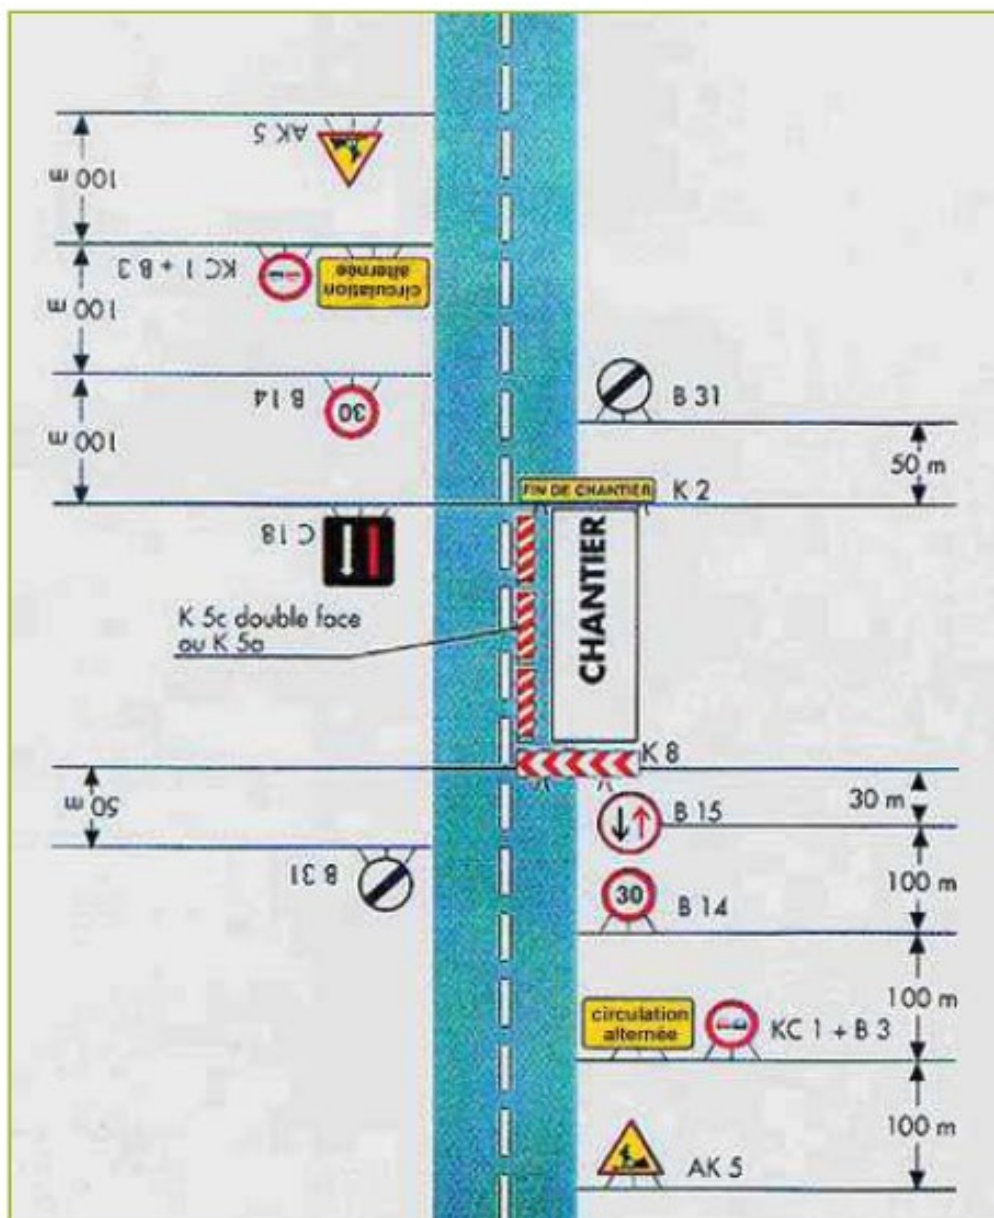 AK 5
100 m
KC 1 + B 3
circulation
alternée
100 m
B 14
30
100 m
B 31
50 m
FIN DE CHANTIER
K 2
C 18
K 5c double face
ou K 5a
CHANTIER
K 8
50 m
B 31
30 m
B 15
100 m
30
B 14
100 m
circulation
alternée
KC 1 + B 3
100 m
AK 5